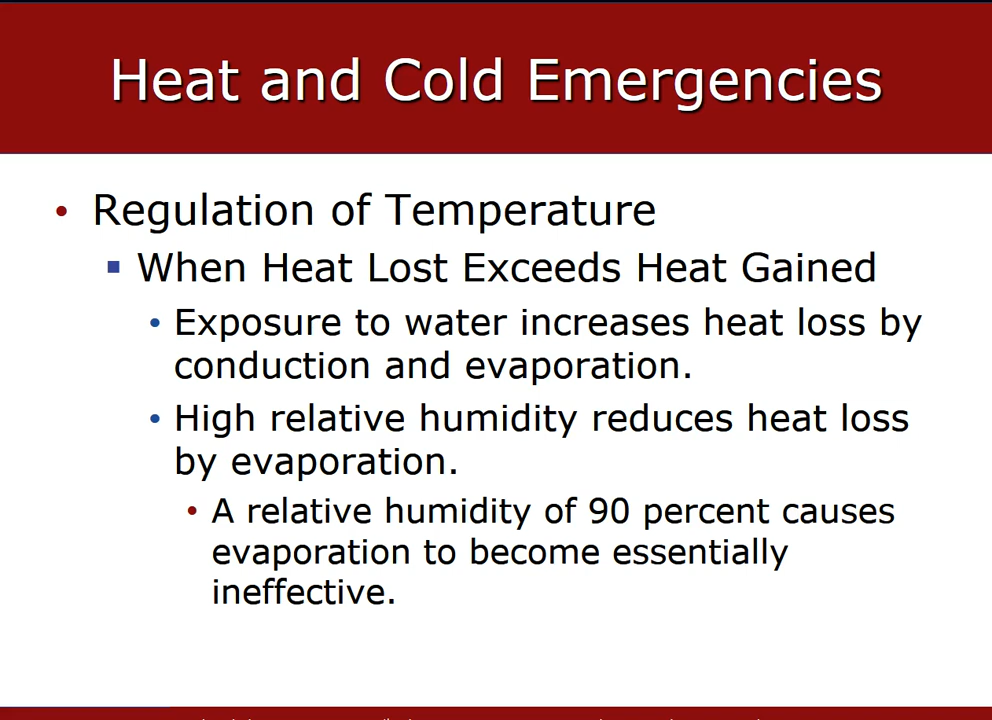 Heat and Cold Emergencies
• Regulation of Temperature
▪ When Heat Lost Exceeds Heat Gained
• Exposure to water increases heat loss by
conduction and evaporation.
• High relative humidity reduces heat loss
by evaporation.
• A relative humidity of 90 percent causes
evaporation to become essentially
ineffective.